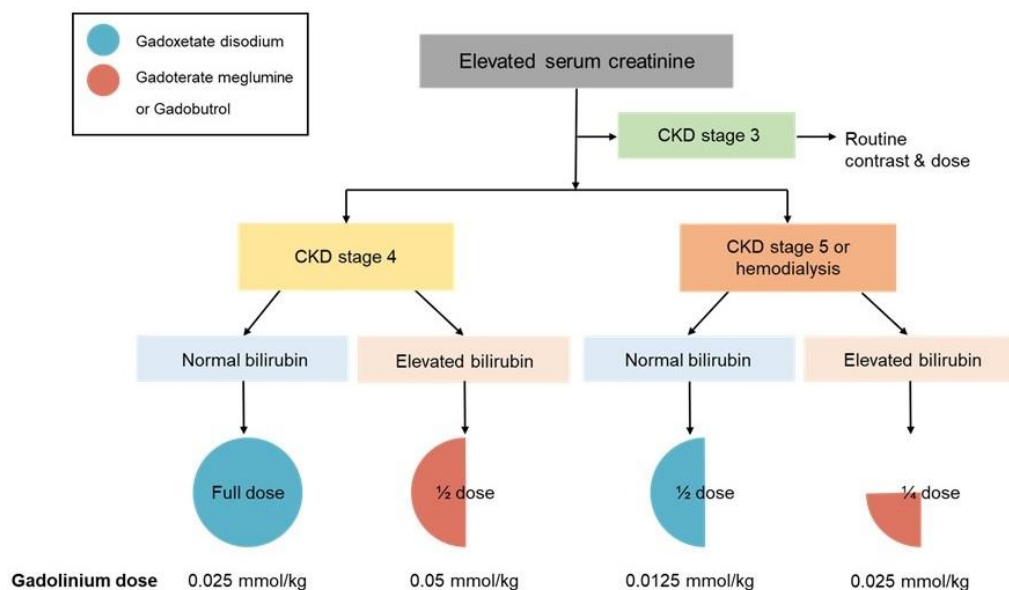 Gadoxetate disodium
Gadoterate meglumine
or Gadobutrol
Elevated serum creatinine
CKD stage 3
Routine
contrast & dose
CKD stage 4
CKD stage 5 or
hemodialysis
Normal bilirubin
Elevated bilirubin
Normal bilirubin
Elevated bilirubin
Full dose
½ dose
½ dose
¼ dose
Gadolinium dose
0.025 mmol/kg
0.05 mmol/kg
0.0125 mmol/kg
0.025 mmol/kg